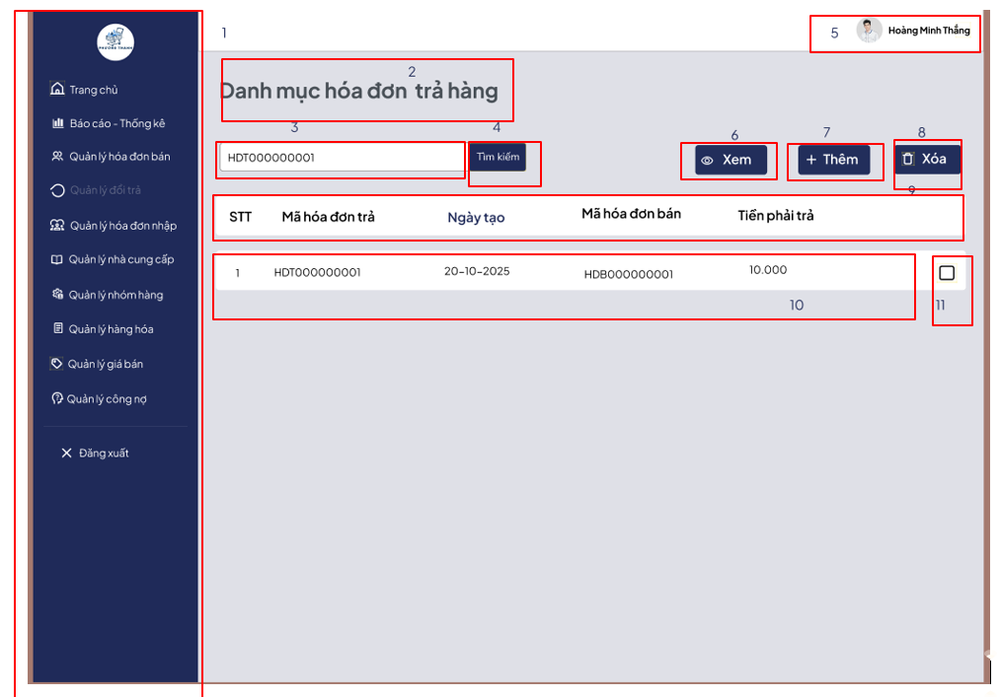 PHƯƠNG THÀNH
Trang chủ
Báo cáo - Thống kê
Quản lý hóa đơn bán
Quản lý đổi trả
Quản lý hóa đơn nhập
Quản lý nhà cung cấp
Quản lý nhóm hàng
Quản lý hàng hóa
Quản lý giá bán
Quản lý công nợ
Đăng xuất
1
5 Hoàng Minh Thắng
2
Danh mục hóa đơn trả hàng
3 4 6 7 8
HDT000000001 Tìm kiếm Xem + Thêm Xóa
9
STT Mã hóa đơn trả Ngày tạo Mã hóa đơn bán Tiền phải trả
1 HDT000000001 20-10-2025 HDB000000001 10.000
10 11